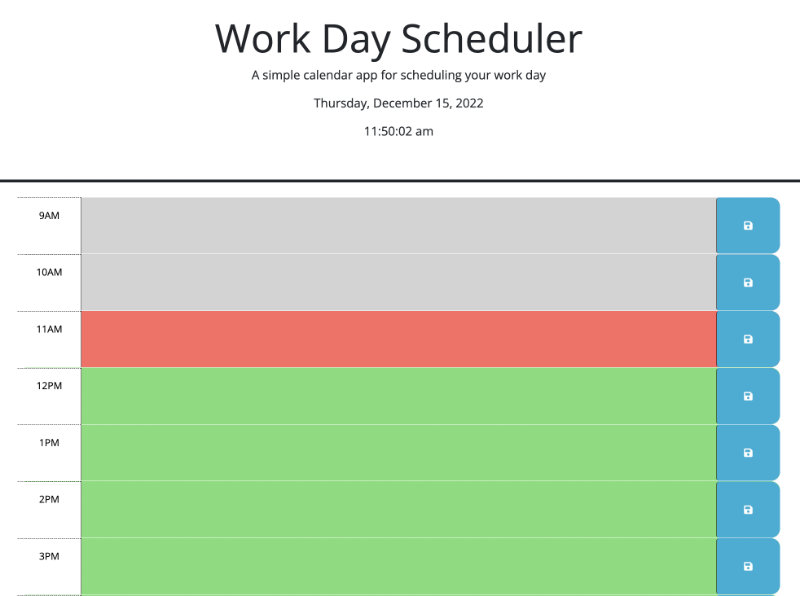 Work Day Scheduler
A simple calendar app for scheduling your work day
Thursday, December 15, 2022
11:50:02 am
9AM
10AM
11AM
12PM
1PM
2PM
3PM